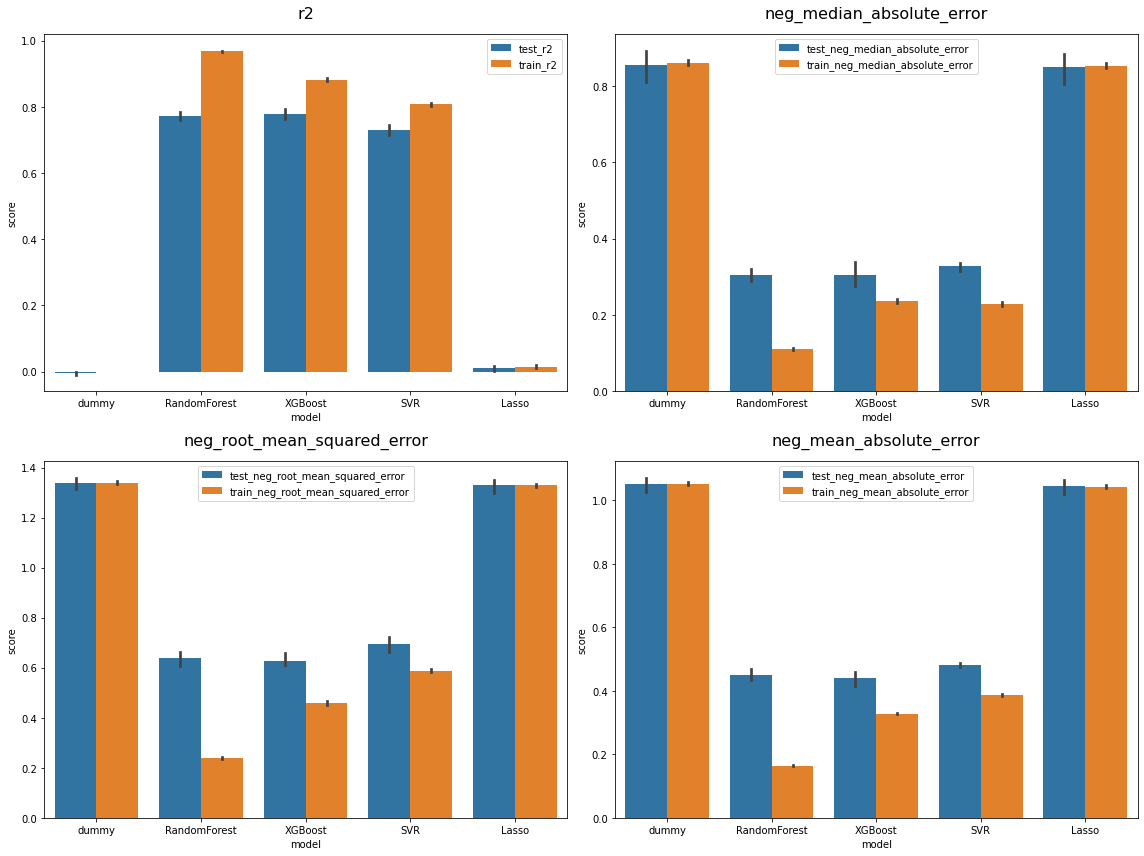 r2
1.0
0.8
0.6
0.4
0.2
0.0
score
test_r2
train_r2
dummy RandomForest XGBoost SVR Lasso
model
neg_median_absolute_error
0.8
0.6
0.4
0.2
0.0
score
test_neg_median_absolute_error
train_neg_median_absolute_error
dummy RandomForest XGBoost SVR Lasso
model
neg_root_mean_squared_error
1.4
1.2
1.0
0.8
0.6
0.4
0.2
0.0
score
test_neg_root_mean_squared_error
train_neg_root_mean_squared_error
dummy RandomForest XGBoost SVR Lasso
model
neg_mean_absolute_error
1.0
0.8
0.6
0.4
0.2
0.0
score
test_neg_mean_absolute_error
train_neg_mean_absolute_error
dummy RandomForest XGBoost SVR Lasso
model